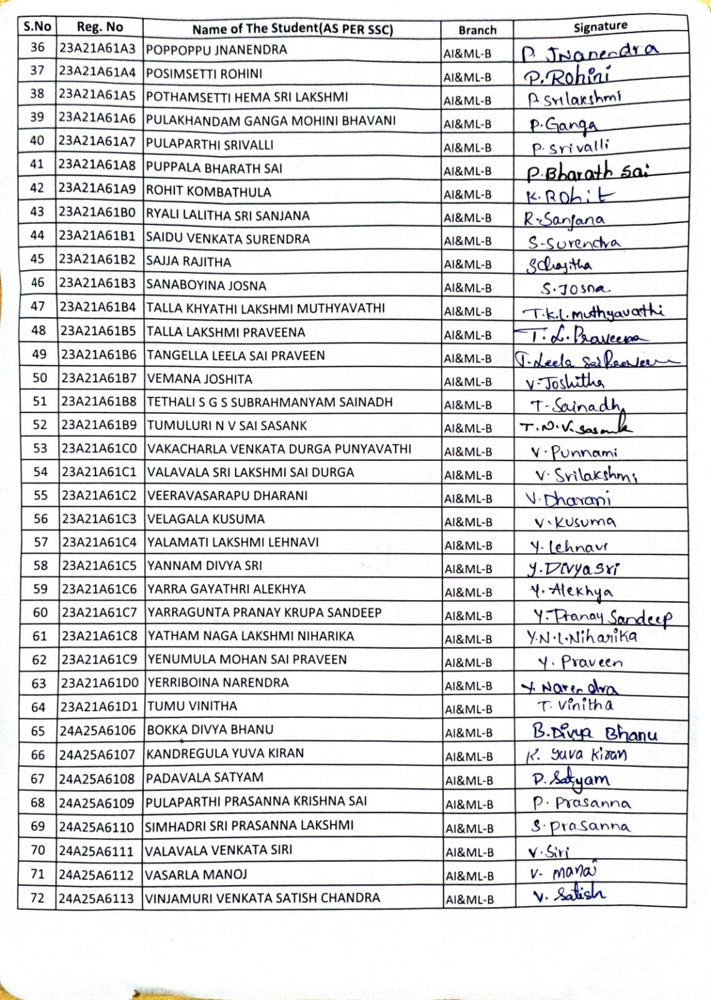 S.No Reg. No Name of The Student(AS PER SSC) Branch Signature
36 23A21A61A3 POPPOPPU JNANENDRA AI&ML-B P. JNanendra
37 23A21A61A4 POSIMSETTI ROHINI AI&ML-B P.Rohini
38 23A21A61A5 POTHAMSETTI HEMA SRI LAKSHMI AI&ML-B P. Srilakshmi
39 23A21A61A6 PULAKHANDAM GANGA MOHINI BHAVANI AI&ML-B P.Ganga
40 23A21A61A7 PULAPARTHI SRIVALLI AI&ML-B P. Srivalli
41 23A21A61A8 PUPPALA BHARATH SAI AI&ML-B P.Bharath Sai
42 23A21A61A9 ROHIT KOMBATHULA AI&ML-B K.Rohit
43 23A21A61B0 RYALI LALITHA SRI SANJANA AI&ML-B R.Sanjana
44 23A21A61B1 SAIDU VENKATA SURENDRA AI&ML-B S-Surendra
45 23A21A61B2 SAJJA RAJITHA AI&ML-B
46 23A21A61B3 SANABOYINA JOSNA AI&ML-B S.Josna
47 23A21A61B4 TALLA KHYATHI LAKSHMI MUTHYAVATHI AI&ML-B T.K.L.muthyavathi
48 23A21A61B5 TALLA LAKSHMI PRAVEENA AI&ML-B T.L.Praveena
49 23A21A61B6 TANGELLA LEELA SAI PRAVEEN AI&ML-B T.Leela Sai Praveen
50 23A21A61B7 VEMANA JOSHITA AI&ML-B V-Joshitha
51 23A21A61B8 TETHALI S G S SUBRAHMANYAM SAINADH AI&ML-B T-Sainadh
52 23A21A61B9 TUMULURI N V SAI SASANK AI&ML-B T.N.V.Sasank
53 23A21A61C0 VAKACHARLA VENKATA DURGA PUNYAVATHI AI&ML-B V.Punnami
54 23A21A61C1 VALAVALA SRI LAKSHMI SAI DURGA AI&ML-B V.Srilakshmi
55 23A21A61C2 VEERAVASARAPU DHARANI AI&ML-B V.Dharani
56 23A21A61C3 VELAGALA KUSUMA AI&ML-B V.Kusuma
57 23A21A61C4 YALAMATI LAKSHMI LEHNAVI AI&ML-B Y.Lehnavi
58 23A21A61C5 YANNAM DIVYA SRI AI&ML-B Y.Divya Sri
59 23A21A61C6 YARRA GAYATHRI ALEKHYA AI&ML-B Y.Alekhya
60 23A21A61C7 YARRAGUNTA PRANAY KRUPA SANDEEP AI&ML-B Y.Pranay Sandeep
61 23A21A61C8 YATHAM NAGA LAKSHMI NIHARIKA AI&ML-B Y.N.L.Niharika
62 23A21A61C9 YENUMULA MOHAN SAI PRAVEEN AI&ML-B Y. Praveen
63 23A21A61D0 YERRIBOINA NARENDRA AI&ML-B Y. Narendra
64 23A21A61D1 TUMU VINITHA AI&ML-B T. Vinitha
65 24A25A6106 BOKKA DIVYA BHANU AI&ML-B B.Divya Bhanu
66 24A25A6107 KANDREGULA YUVA KIRAN AI&ML-B K. Yuva Kiran
67 24A25A6108 PADAVALA SATYAM AI&ML-B P.Satyam
68 24A25A6109 PULAPARTHI PRASANNA KRISHNA SAI AI&ML-B P. Prasanna
69 24A25A6110 SIMHADRI SRI PRASANNA LAKSHMI AI&ML-B S. Prasanna
70 24A25A6111 VALAVALA VENKATA SIRI AI&ML-B V.Siri
71 24A25A6112 VASARLA MANOJ AI&ML-B V- manoj
72 24A25A6113 VINJAMURI VENKATA SATISH CHANDRA AI&ML-B V. Satish